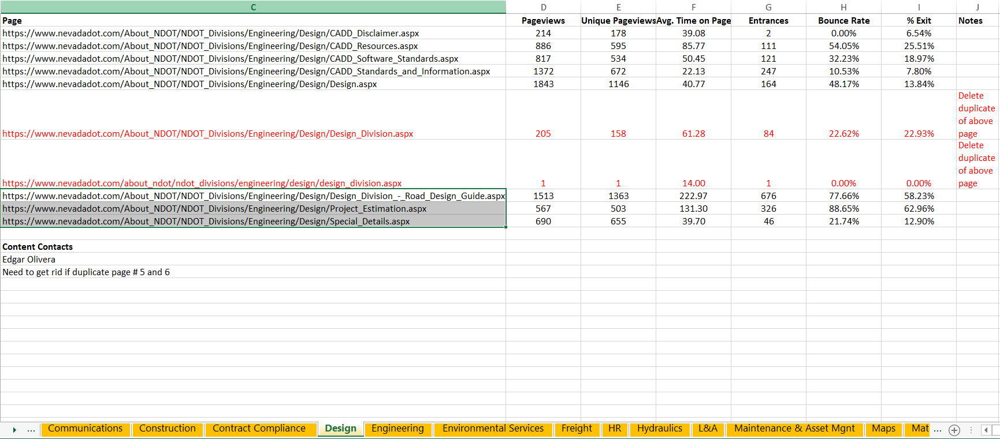 C D E F G H I J
Page Pageviews Unique Pageviews Avg. Time on Page Entrances Bounce Rate % Exit Notes
https://www.nevadadot.com/About_NDOT/NDOT_Divisions/Engineering/Design/CADD_Disclaimer.aspx 214 178 39.08 2 0.00% 6.54%
https://www.nevadadot.com/About_NDOT/NDOT_Divisions/Engineering/Design/CADD_Resources.aspx 886 595 85.77 111 54.05% 25.51%
https://www.nevadadot.com/About_NDOT/NDOT_Divisions/Engineering/Design/CADD_Software_Standards.aspx 817 534 50.45 121 32.23% 18.97%
https://www.nevadadot.com/About_NDOT/NDOT_Divisions/Engineering/Design/CADD_Standards_and_Information.aspx 1372 672 22.13 247 10.53% 7.80%
https://www.nevadadot.com/About_NDOT/NDOT_Divisions/Engineering/Design/Design.aspx 1843 1146 40.77 164 48.17% 13.84%
Delete
duplicate
of above
https://www.nevadadot.com/About_NDOT/NDOT_Divisions/Engineering/Design/Design_Division.aspx 205 158 61.28 84 22.62% 22.93% page
Delete
duplicate
of above
https://www.nevadadot.com/about_ndot/ndot_divisions/engineering/design/design_division.aspx 1 1 14.00 1 0.00% 0.00% page
https://www.nevadadot.com/About_NDOT/NDOT_Divisions/Engineering/Design/Design_Division_-_Road_Design_Guide.aspx 1513 1363 222.97 676 77.66% 58.23%
https://www.nevadadot.com/About_NDOT/NDOT_Divisions/Engineering/Design/Project_Estimation.aspx 567 503 131.30 326 88.65% 62.96%
https://www.nevadadot.com/About_NDOT/NDOT_Divisions/Engineering/Design/Special_Details.aspx 690 655 39.70 46 21.74% 12.90%
Content Contacts
Edgar Olivera
Need to get rid if duplicate page # 5 and 6
... Communications Construction Contract Compliance Design Engineering Environmental Services Freight HR Hydraulics L&A Maintenance & Asset Mgnt Maps Mat ...